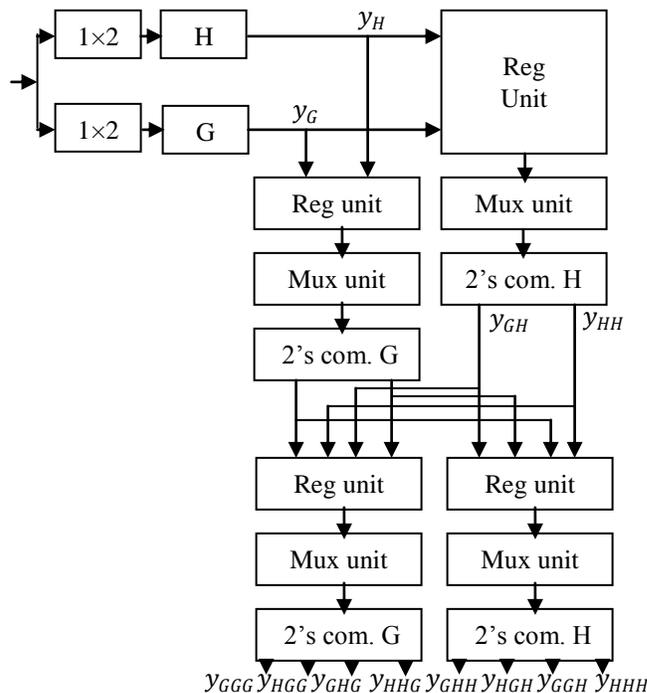 1×2 H y_H
Reg
Unit
1×2 G y_G
Reg unit Mux unit
Mux unit 2's com. H
y_GH y_HH
2's com. G
Reg unit Reg unit
Mux unit Mux unit
2's com. G 2's com. H
y_GGG y_HGG y_GHG y_HHG y_GHH y_HGH y_GGH y_HHH